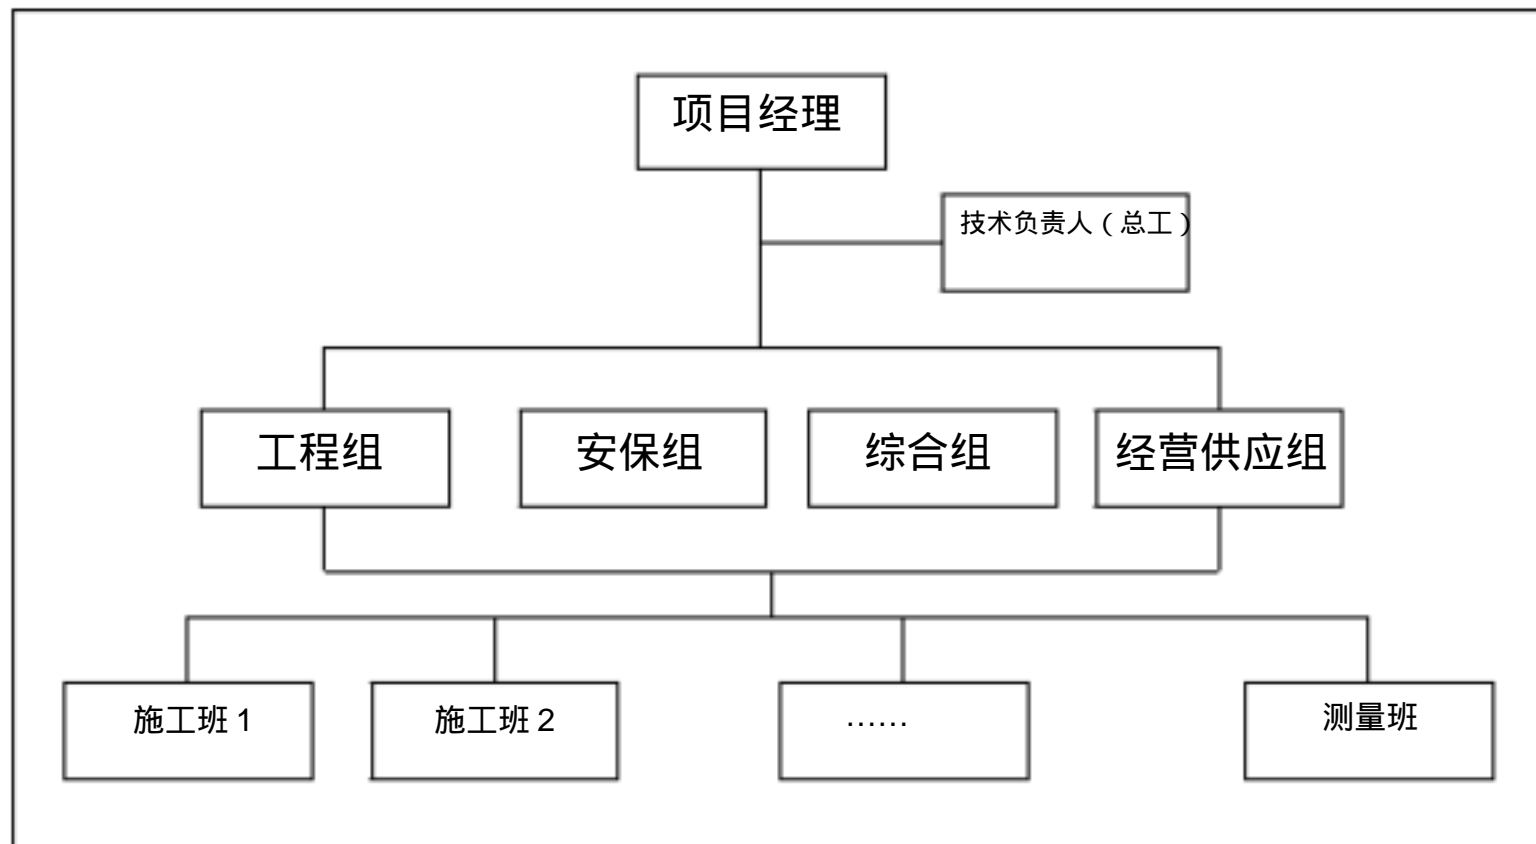 项目经理
技术负责人（总工）
工程组
安保组
综合组
经营供应组
施工班 1
施工班 2
……
测量班